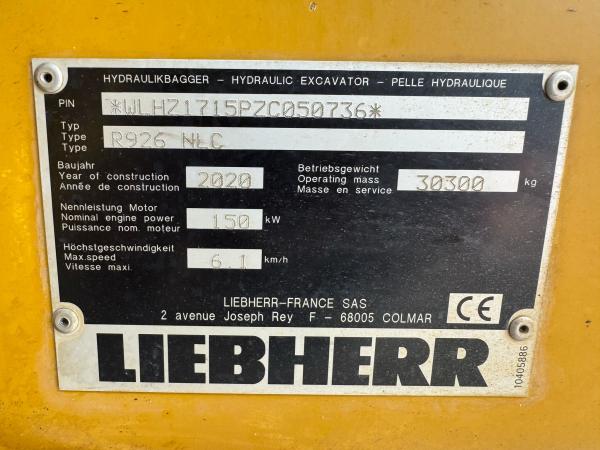 HYDRAULIKBAGGER - HYDRAULIC EXCAVATOR - PELLE HYDRAULIQUE
PIN *WLHZ1715PZC050736*
Typ
Type R926 NLC
Type
Baujahr
Year of construction 2020
Année de construction
Betriebsgewicht
Operating mass 30300 kg
Masse en service
Nennleistung Motor
Nominal engine power 150 kW
Puissance nom. moteur
Höchstgeschwindigkeit
Max.speed 6.1 km/h
Vitesse maxi.
LIEBHERR-FRANCE SAS
2 avenue Joseph Rey F - 68005 COLMAR
CE
LIEBHERR
10405886